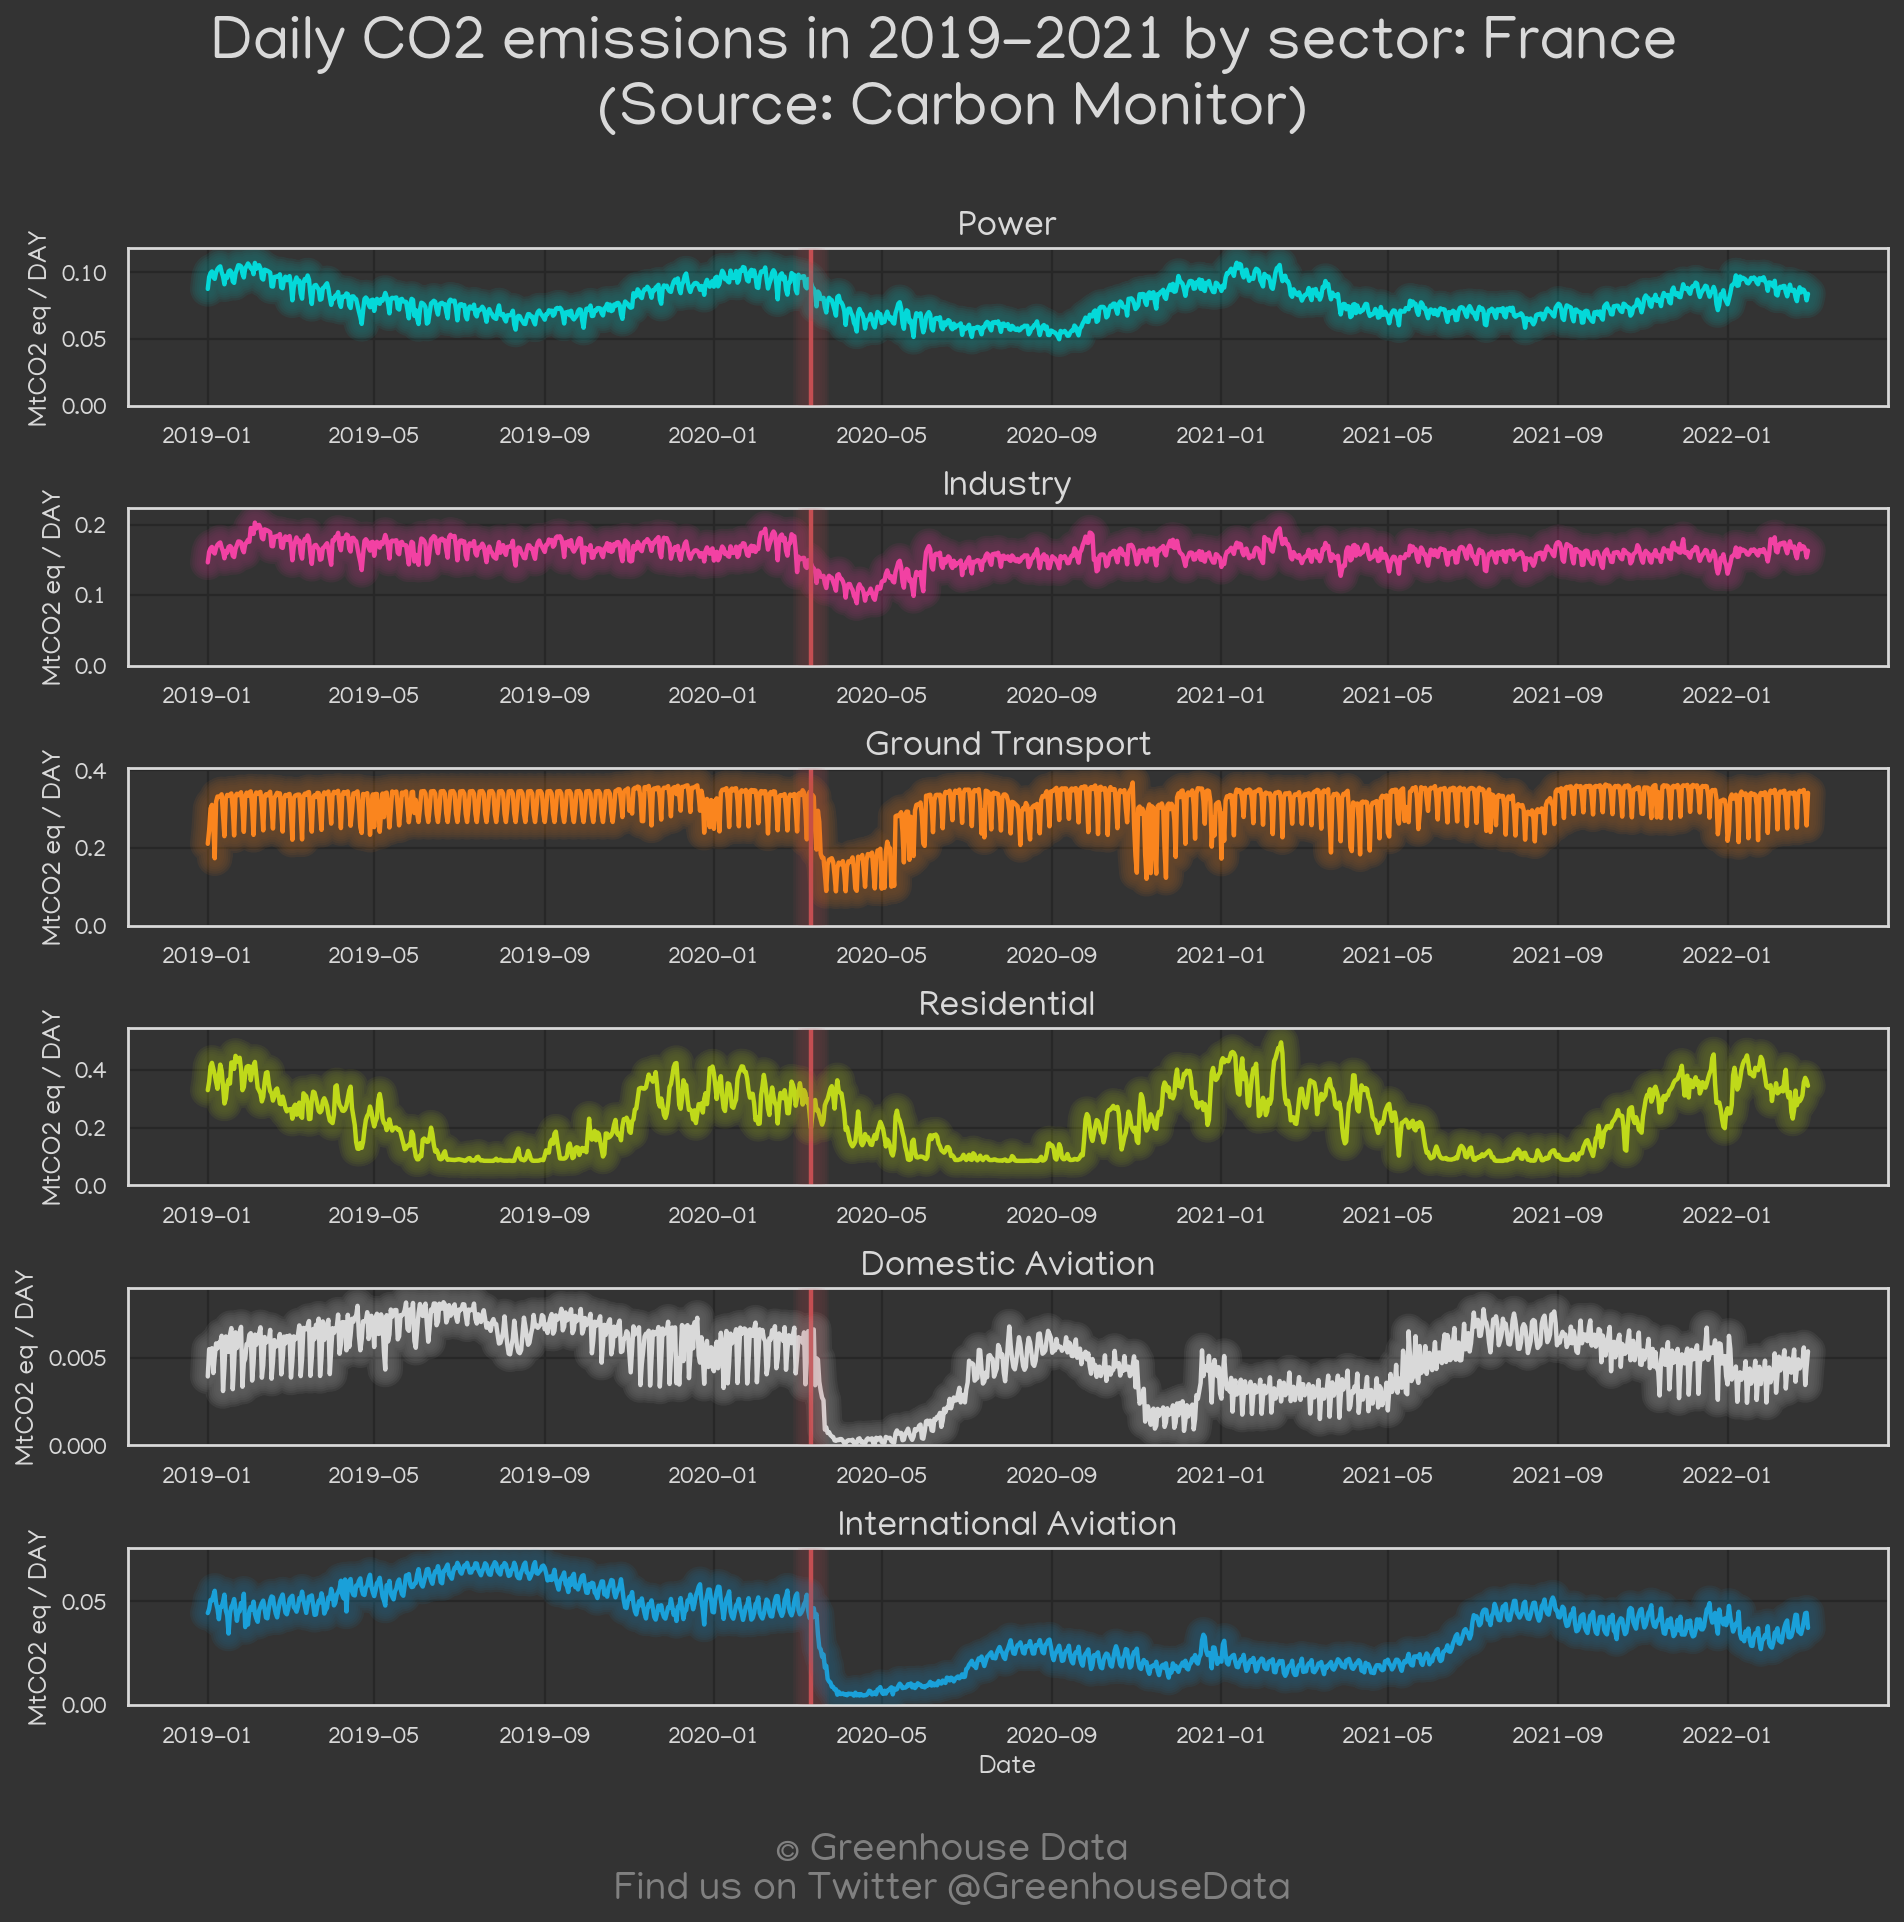 Daily CO2 emissions in 2019-2021 by sector: France
(Source: Carbon Monitor)
Power
MtCO2 eq / DAY
0.10
0.05
0.00
2019-01 2019-05 2019-09 2020-01 2020-05 2020-09 2021-01 2021-05 2021-09 2022-01
Industry
MtCO2 eq / DAY
0.2
0.1
0.0
2019-01 2019-05 2019-09 2020-01 2020-05 2020-09 2021-01 2021-05 2021-09 2022-01
Ground Transport
MtCO2 eq / DAY
0.4
0.2
0.0
2019-01 2019-05 2019-09 2020-01 2020-05 2020-09 2021-01 2021-05 2021-09 2022-01
Residential
MtCO2 eq / DAY
0.4
0.2
0.0
2019-01 2019-05 2019-09 2020-01 2020-05 2020-09 2021-01 2021-05 2021-09 2022-01
Domestic Aviation
MtCO2 eq / DAY
0.005
0.000
2019-01 2019-05 2019-09 2020-01 2020-05 2020-09 2021-01 2021-05 2021-09 2022-01
International Aviation
MtCO2 eq / DAY
0.05
0.00
2019-01 2019-05 2019-09 2020-01 2020-05 2020-09 2021-01 2021-05 2021-09 2022-01
Date
© Greenhouse Data
Find us on Twitter @GreenhouseData